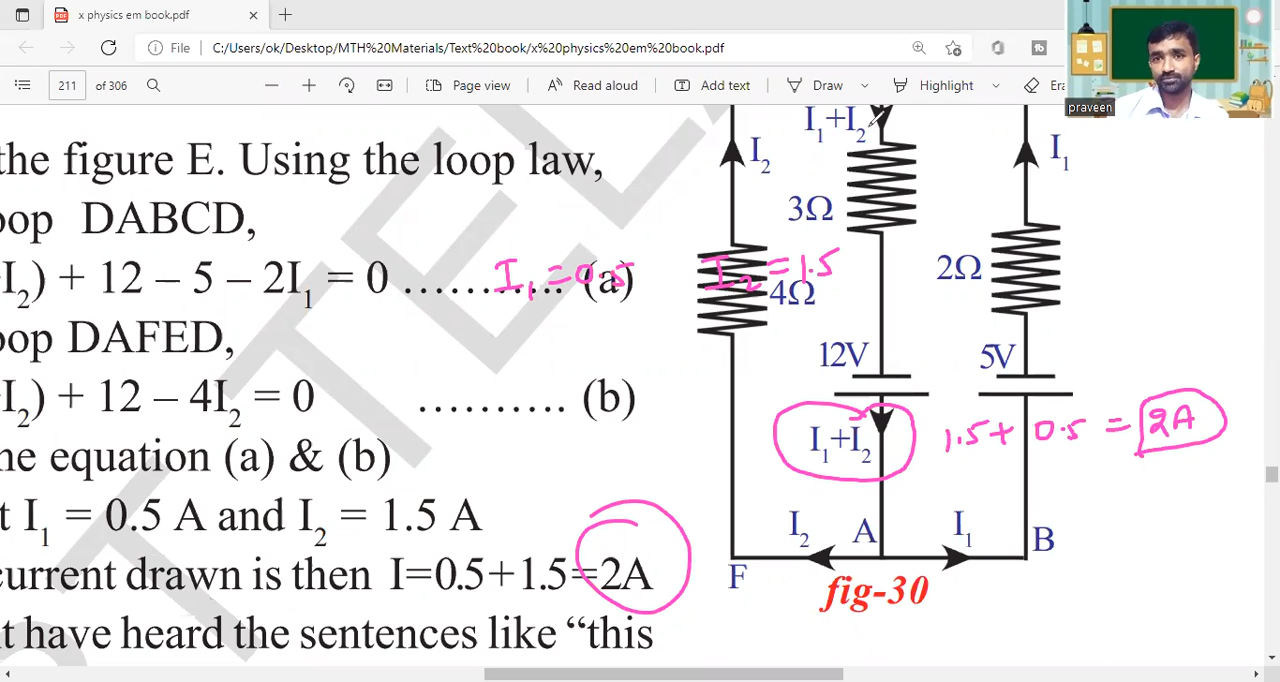 x physics em book.pdf
File
C:/Users/ok/Desktop/MTH%20Materials/Text%20book/x%20physics%20em%20book.pdf
211 of 306
Page view
Read aloud
Add text
Draw
Highlight
Era
praveen
the figure E. Using the loop law,
oop DABCD,
I₂) + 12 – 5 – 2I₁ = 0 ............ (a)
I₁ = 0.5
I₂ = 1.5
oop DAFED,
I₂) + 12 – 4I₂ = 0 .......... (b)
he equation (a) & (b)
t I₁ = 0.5 A and I₂ = 1.5 A
current drawn is then I=0.5+1.5=2A
t have heard the sentences like “this
I₁+I₂
I₂
I₁
3Ω
2Ω
4Ω
12V
5V
I₁+I₂
1.5 + 0.5 = 2A
I₂
A
I₁
B
F
fig-30